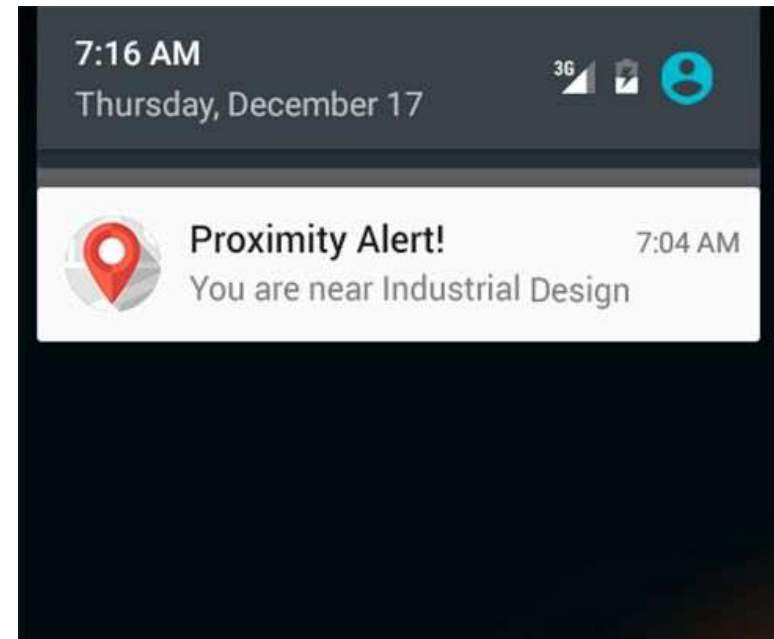 7:16 AM
3G
Thursday, December 17
Proximity Alert!
7:04 AM
You are near Industrial Design